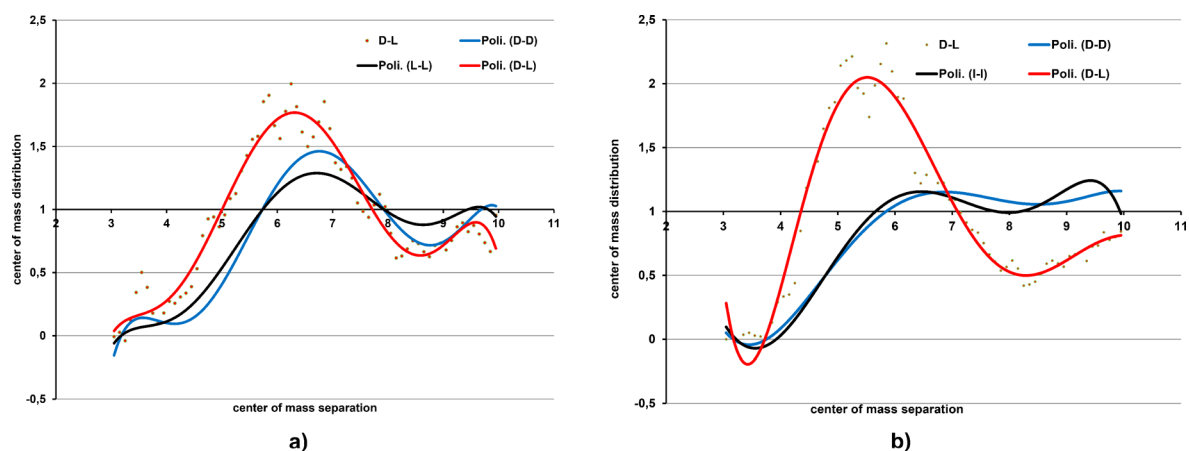 2,5
2
1,5
1
0,5
0
-0,5
2
3
4
5
6
7
8
9
10
11
center of mass distribution
center of mass separation
D-L
Poli. (D-D)
Poli. (L-L)
Poli. (D-L)
a)
2,5
2
1,5
1
0,5
0
-0,5
2
3
4
5
6
7
8
9
10
11
center of mass distribution
center of mass separation
D-L
Poli. (D-D)
Poli. (l-l)
Poli. (D-L)
b)